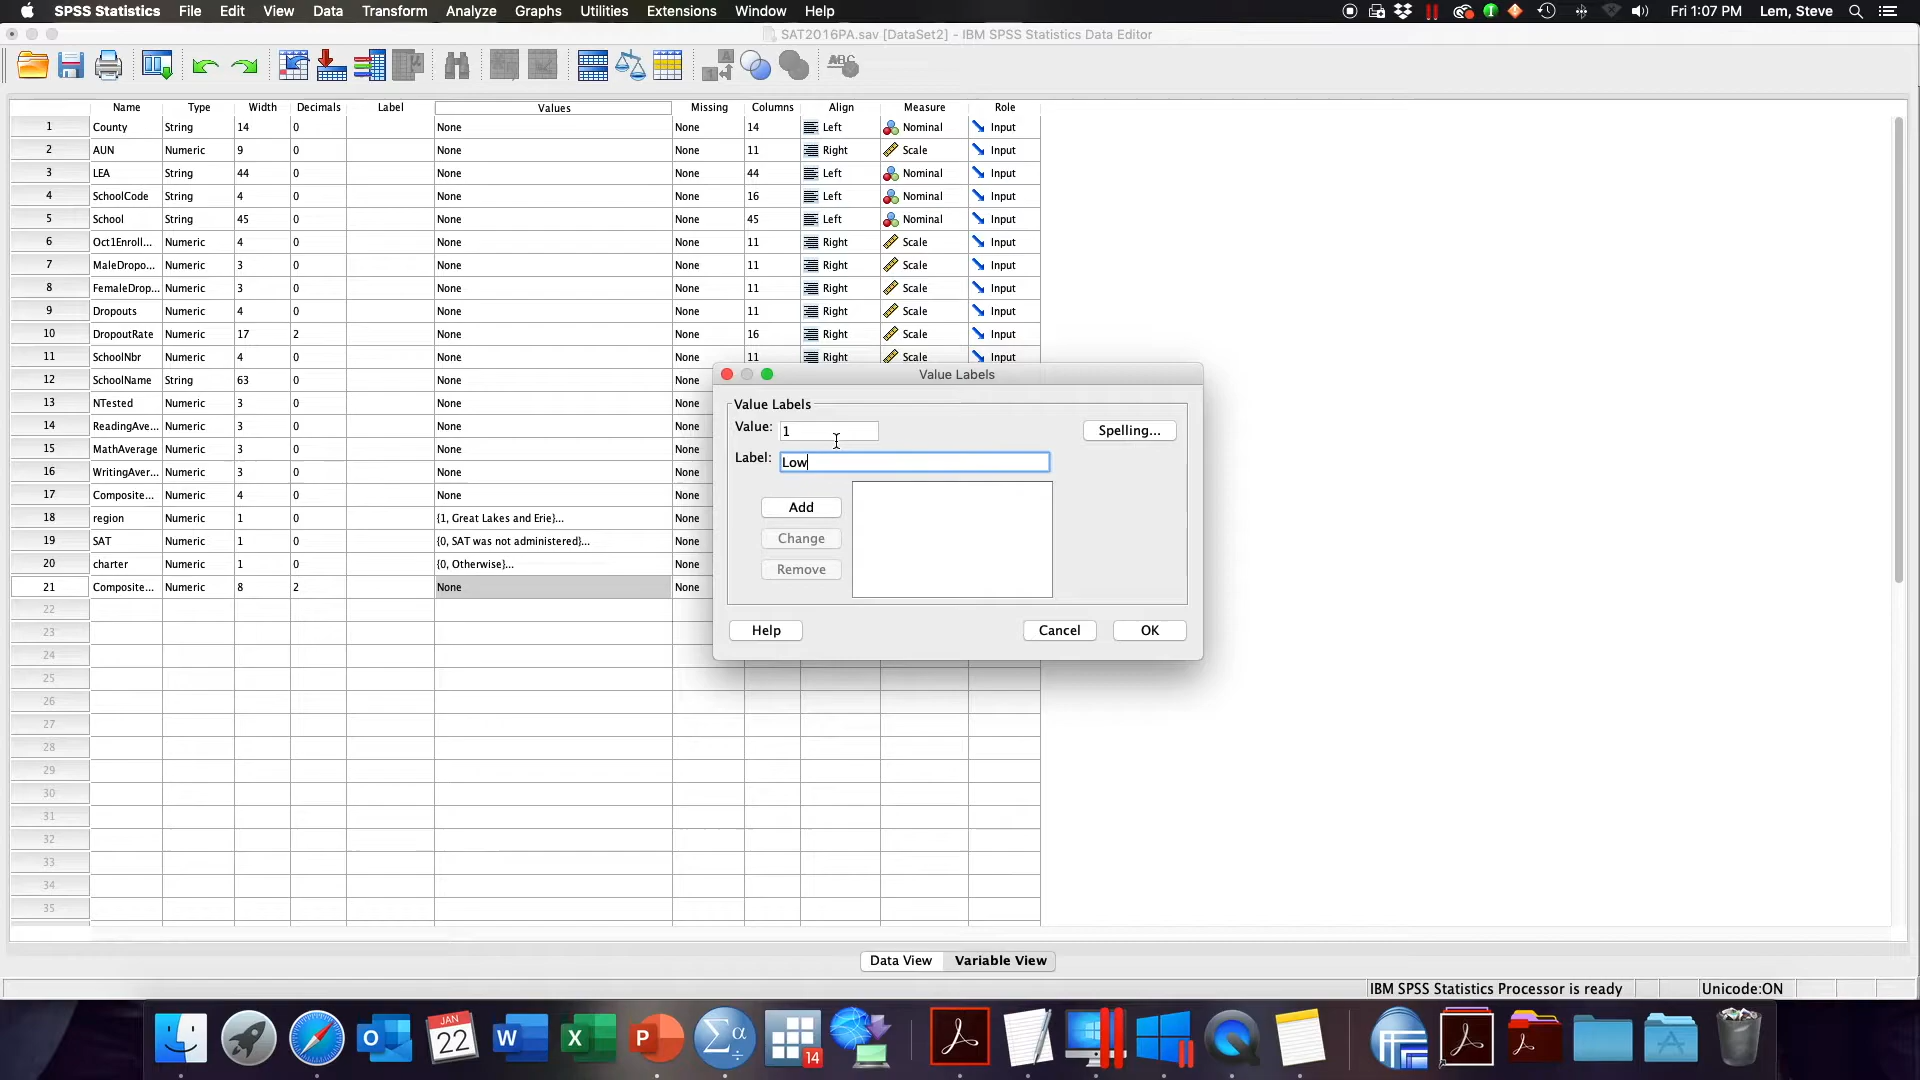 SPSS Statistics File Edit View Data Transform Analyze Graphs Utilities Extensions Window Help Fri 1:07 PM Lem, Steve
SAT2016PA.sav [DataSet2] - IBM SPSS Statistics Data Editor
Name Type Width Decimals Label Values Missing Columns Align Measure Role
1 County String 14 0 None None 14 Left Nominal Input
2 AUN Numeric 9 0 None None 11 Right Scale Input
3 LEA String 44 0 None None 44 Left Nominal Input
4 SchoolCode String 4 0 None None 16 Left Nominal Input
5 School String 45 0 None None 45 Left Nominal Input
6 Oct1Enroll... Numeric 4 0 None None 11 Right Scale Input
7 MaleDropo... Numeric 3 0 None None 11 Right Scale Input
8 FemaleDrop... Numeric 3 0 None None 11 Right Scale Input
9 Dropouts Numeric 4 0 None None 11 Right Scale Input
10 DropoutRate Numeric 17 2 None None 16 Right Scale Input
11 SchoolNbr Numeric 4 0 None None 11 Right Scale Input
12 SchoolName String 63 0 None None
13 NTested Numeric 3 0 None None
14 ReadingAve... Numeric 3 0 None None
15 MathAverage Numeric 3 0 None None
16 WritingAver... Numeric 3 0 None None
17 Composite... Numeric 4 0 None None
18 region Numeric 1 0 {1, Great Lakes and Erie}... None
19 SAT Numeric 1 0 {0, SAT was not administered}... None
20 charter Numeric 1 0 {0, Otherwise}... None
21 Composite... Numeric 8 2 None None
22
23
24
25
26
27
28
29
30
31
32
33
34
35
Value Labels
Value Labels
Value: 1 Spelling...
Label: Low
Add
Change
Remove
Help Cancel OK
Data View Variable View
IBM SPSS Statistics Processor is ready Unicode:ON
JAN
22
14